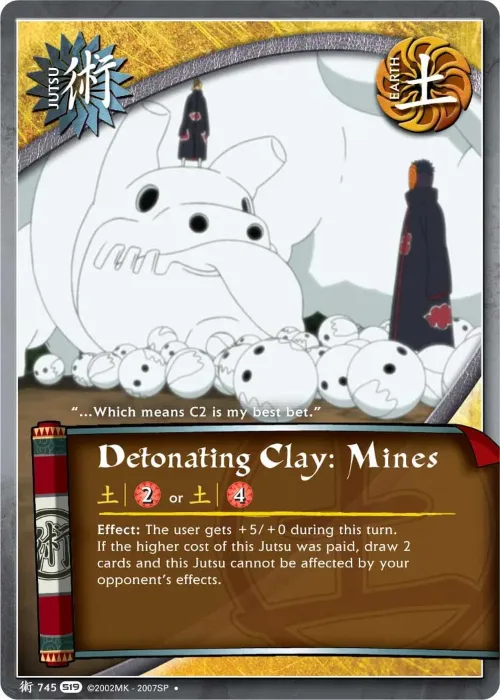 JUTSU 術
EARTH 土
"...Which means C2 is my best bet."
Detonating Clay: Mines
土 2 or 土 4
Effect: The user gets +5/+0 during this turn.
If the higher cost of this Jutsu was paid, draw 2
cards and this Jutsu cannot be affected by your
opponent's effects.
術
術 745 S19 ©2002MK - 2007SP